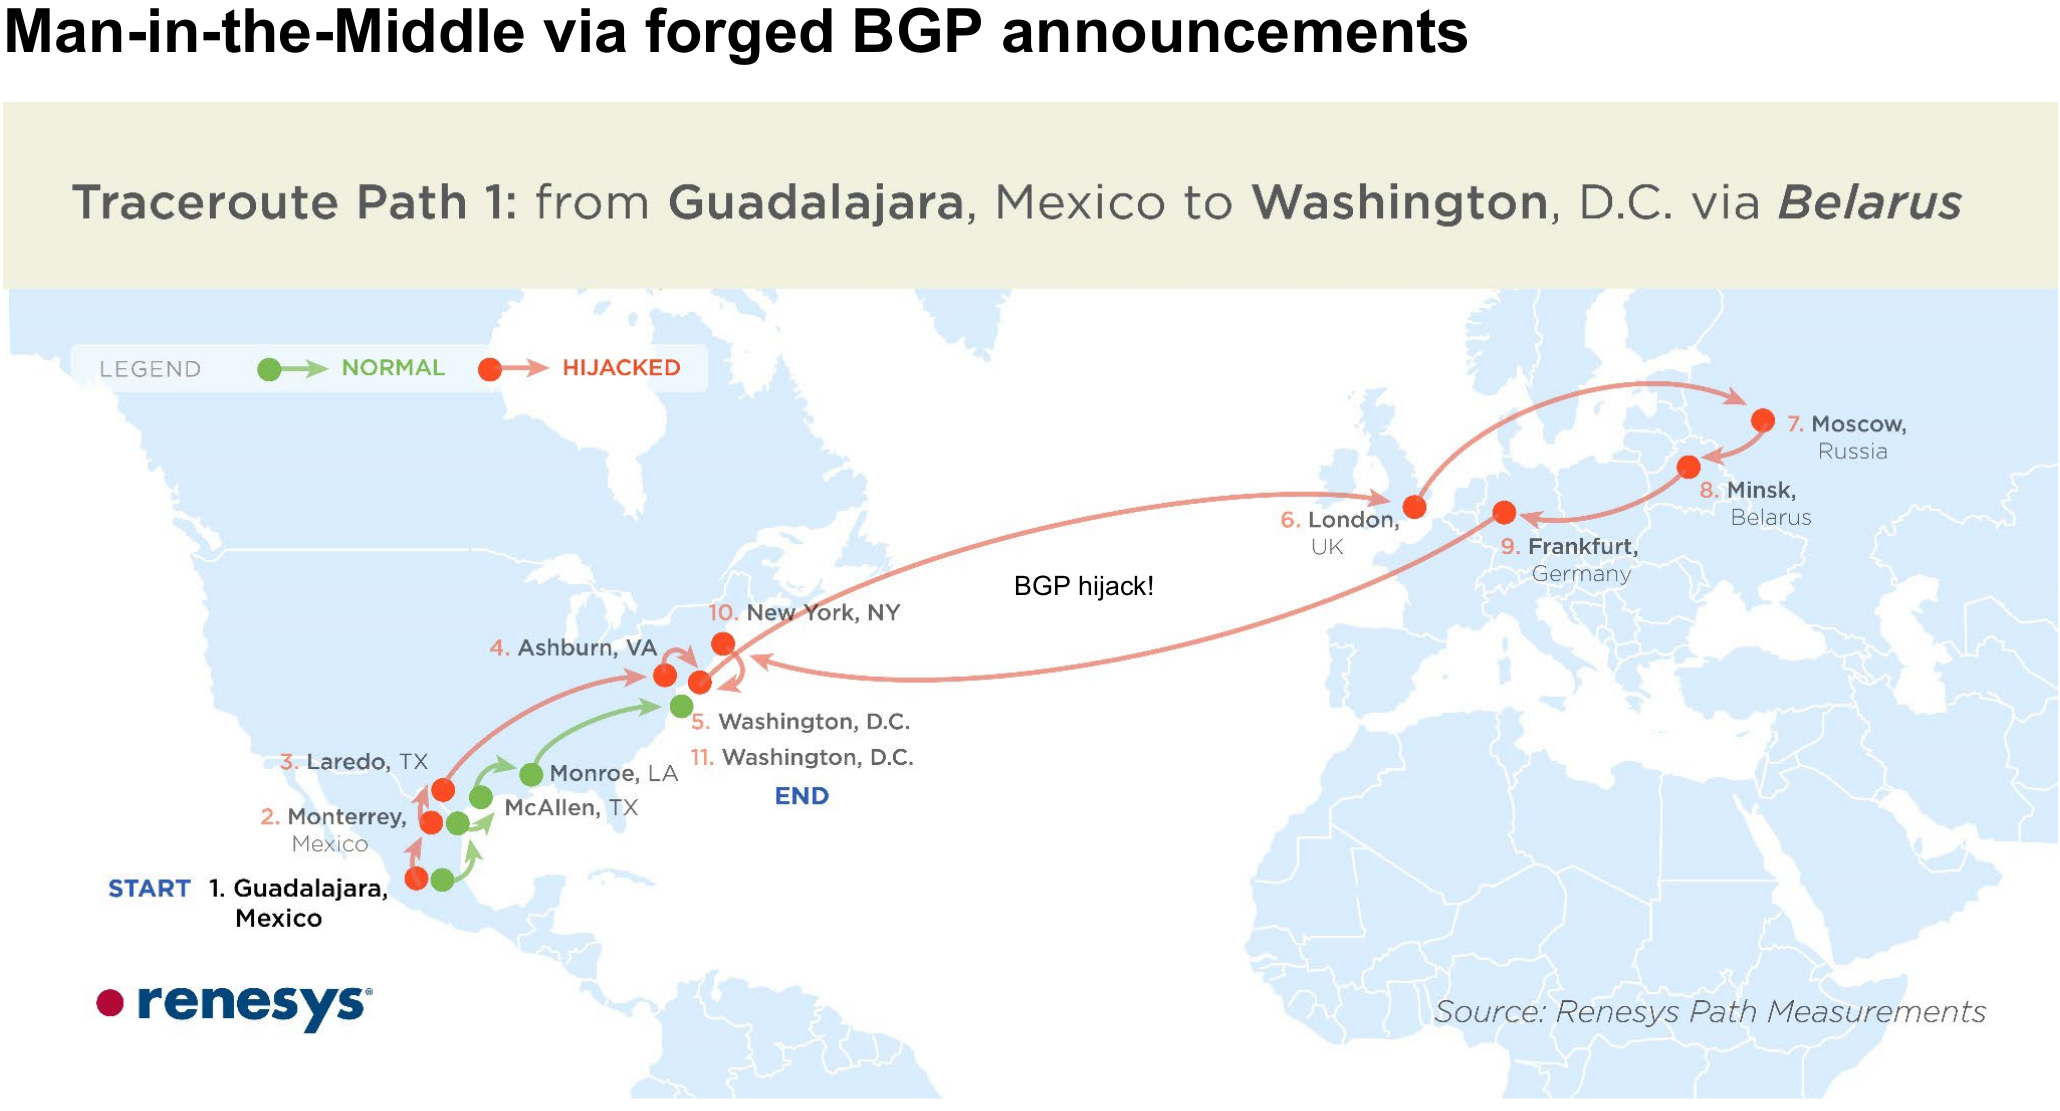 Man-in-the-Middle via forged BGP announcements
Traceroute Path 1: from Guadalajara, Mexico to Washington, D.C. via Belarus
LEGEND
NORMAL
HIJACKED
7. Moscow,
Russia
8. Minsk,
Belarus
6. London,
UK
9. Frankfurt,
Germany
BGP hijack!
10. New York, NY
4. Ashburn, VA
5. Washington, D.C.
11. Washington, D.C.
END
3. Laredo, TX
Monroe, LA
McAllen, TX
2. Monterrey,
Mexico
START 1. Guadalajara,
Mexico
renesys®
Source: Renesys Path Measurements